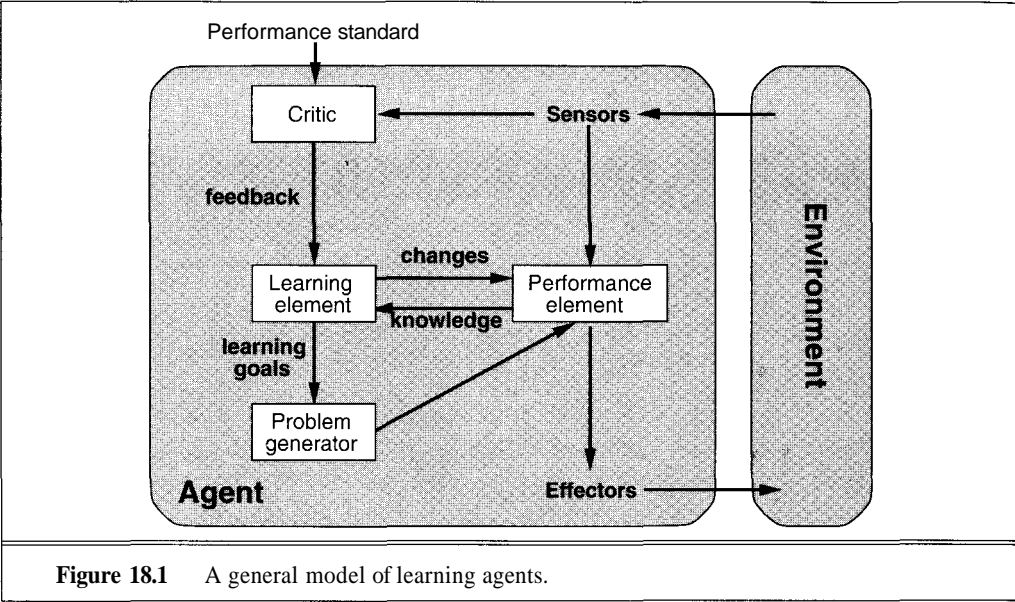 Performance standard
Critic
Sensors
feedback
changes
Learning
element
Performance
element
knowledge
learning
goals
Problem
generator
Agent
Effectors
Environment
Figure 18.1 A general model of learning agents.